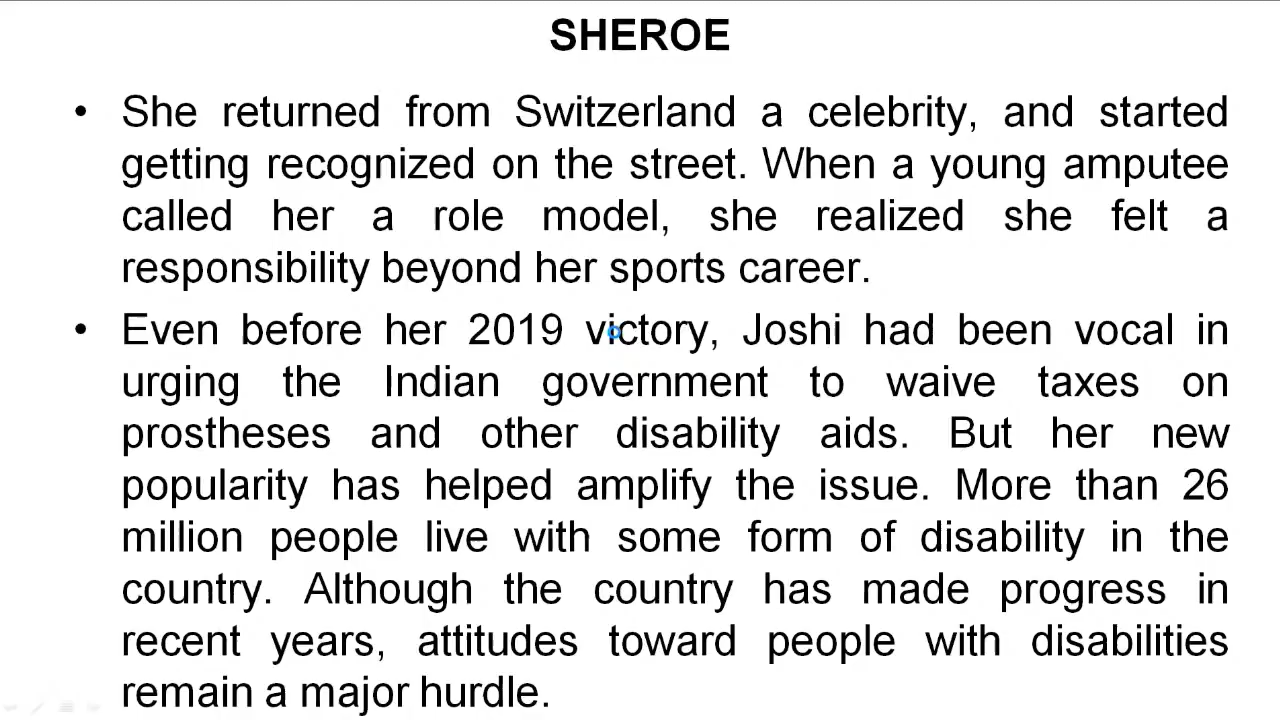 SHEROE
• She returned from Switzerland a celebrity, and started
getting recognized on the street. When a young amputee
called her a role model, she realized she felt a
responsibility beyond her sports career.
• Even before her 2019 victory, Joshi had been vocal in
urging the Indian government to waive taxes on
prostheses and other disability aids. But her new
popularity has helped amplify the issue. More than 26
million people live with some form of disability in the
country. Although the country has made progress in
recent years, attitudes toward people with disabilities
remain a major hurdle.